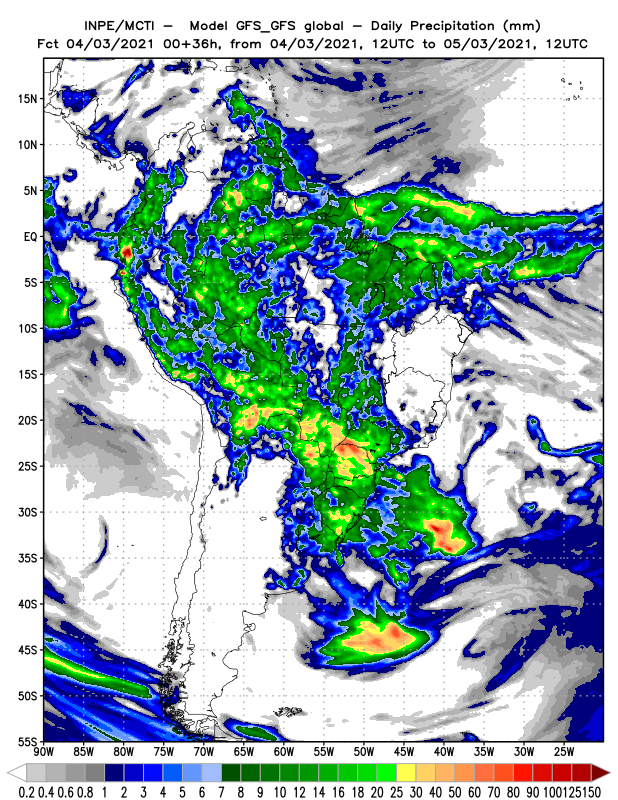 INPE/MCTI – Model GFS_GFS global – Daily Precipitation (mm)
Fct 04/03/2021 00+36h, from 04/03/2021, 12UTC to 05/03/2021, 12UTC
15N
10N
5N
EQ
5S
10S
15S
20S
25S
30S
35S
40S
45S
50S
55S
90W 85W 80W 75W 70W 65W 60W 55W 50W 45W 40W 35W 30W 25W
0.2 0.4 0.6 0.8 1 2 3 4 5 6 7 8 9 10 12 14 16 18 20 25 30 40 50 60 70 80 90 100 125 150